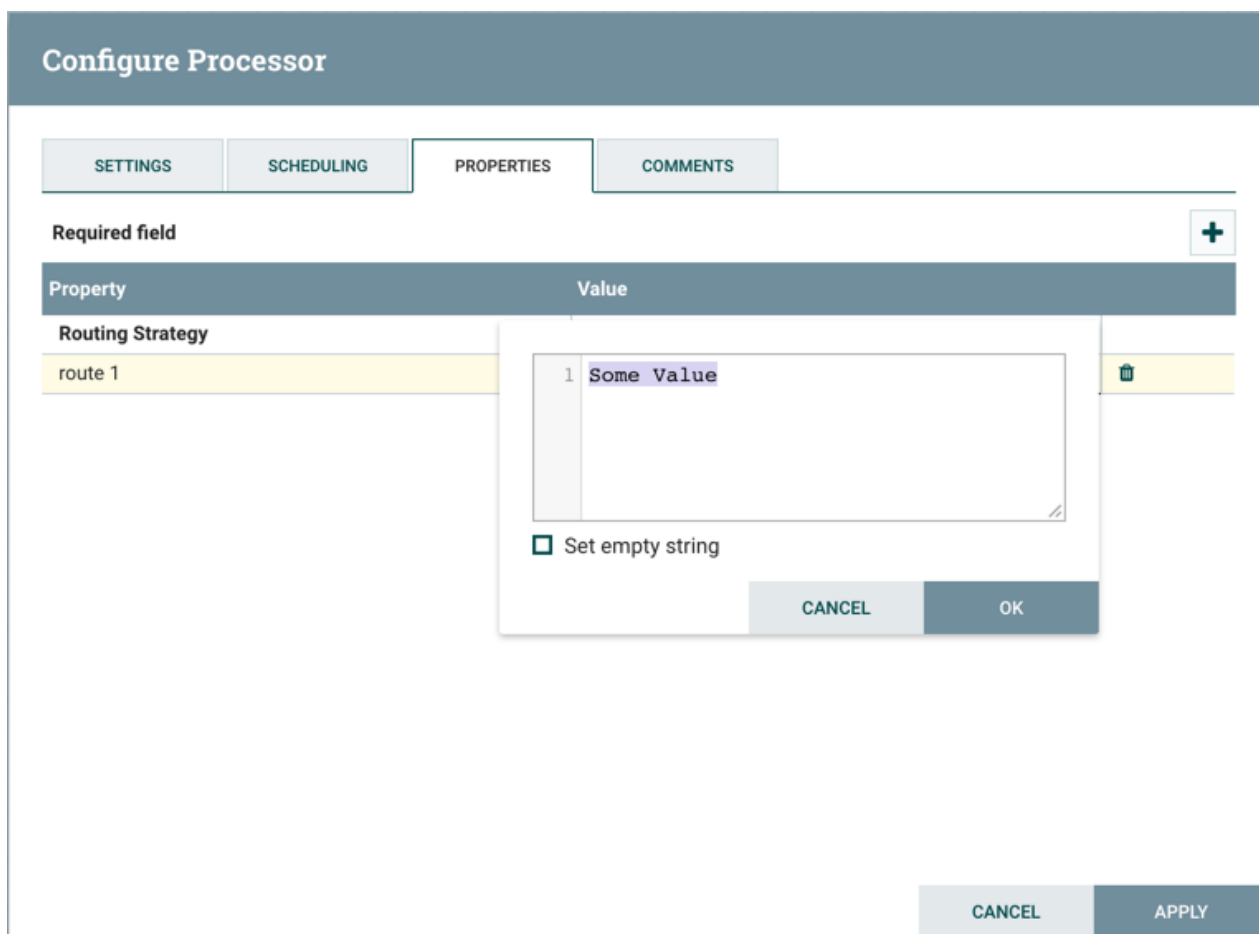 Configure Processor
SETTINGS SCHEDULING PROPERTIES COMMENTS
Required field
Property Value
Routing Strategy
route 1
1 Some Value
Set empty string
CANCEL OK
CANCEL APPLY